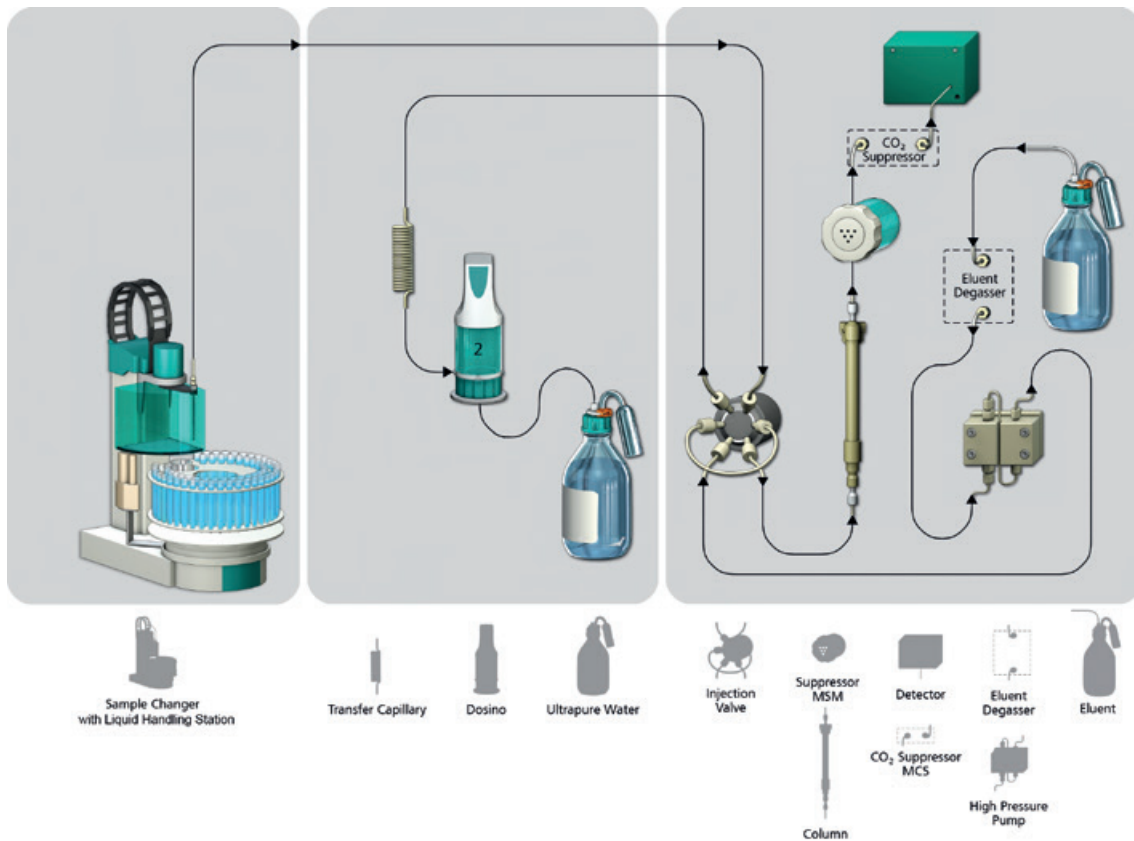 CO₂
Suppressor
Eluent
Degasser
2
Sample Changer
with Liquid Handling Station
Transfer Capillary
Dosino
Ultrapure Water
Injection
Valve
Suppressor
MSM
Column
Detector
CO₂ Suppressor
MCS
Eluent
Degasser
High Pressure
Pump
Eluent